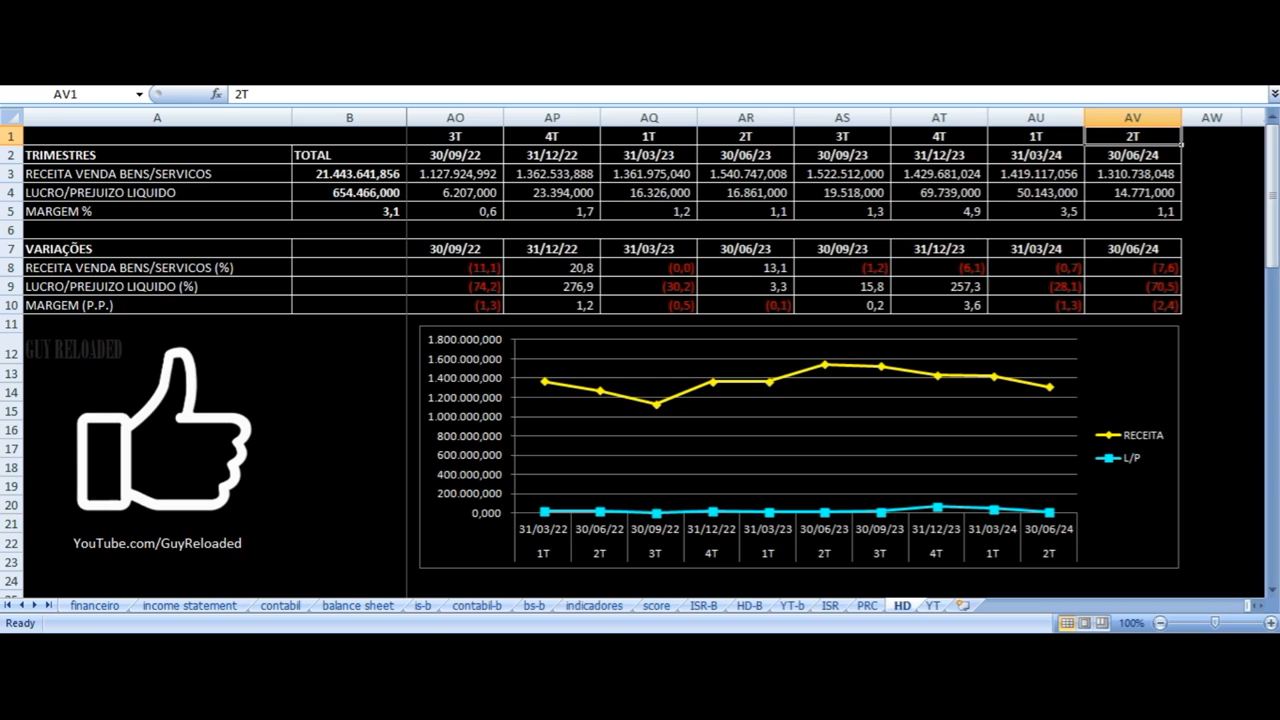 AV1 fx 2T
A B AO AP AQ AR AS AT AU AV AW
1 3T 4T 1T 2T 3T 4T 1T 2T
2 TRIMESTRES TOTAL 30/09/22 31/12/22 31/03/23 30/06/23 30/09/23 31/12/23 31/03/24 30/06/24
3 RECEITA VENDA BENS/SERVICOS 21.443.641,856 1.127.924,992 1.362.533,888 1.361.975,040 1.540.747,008 1.522.512,000 1.429.681,024 1.419.117,056 1.310.738,048
4 LUCRO/PREJUIZO LIQUIDO 654.466,000 6.207,000 23.394,000 16.326,000 16.861,000 19.518,000 69.739,000 50.143,000 14.771,000
5 MARGEM % 3,1 0,6 1,7 1,2 1,1 1,3 4,9 3,5 1,1
6
7 VARIAÇÕES 30/09/22 31/12/22 31/03/23 30/06/23 30/09/23 31/12/23 31/03/24 30/06/24
8 RECEITA VENDA BENS/SERVICOS (%) (11,1) 20,8 (0,0) 13,1 (1,2) (6,1) (0,7) (7,6)
9 LUCRO/PREJUIZO LIQUIDO (%) (74,2) 276,9 (30,2) 3,3 15,8 257,3 (28,1) (70,5)
10 MARGEM (P.P.) (1,3) 1,2 (0,5) (0,1) 0,2 3,6 (1,3) (2,4)
11
12 GUY RELOADED
13
14
15
16
17
18
19
20
21
22 YouTube.com/GuyReloaded
23
24
1.800.000,000
1.600.000,000
1.400.000,000
1.200.000,000
1.000.000,000
800.000,000
600.000,000
400.000,000
200.000,000
0,000
31/03/22 30/06/22 30/09/22 31/12/22 31/03/23 30/06/23 30/09/23 31/12/23 31/03/24 30/06/24
1T 2T 3T 4T 1T 2T 3T 4T 1T 2T
RECEITA
L/P
financeiro income statement contabil balance sheet is-b contabil-b bs-b indicadores score ISR-B HD-B YT-b ISR PRC HD YT
Ready 100%